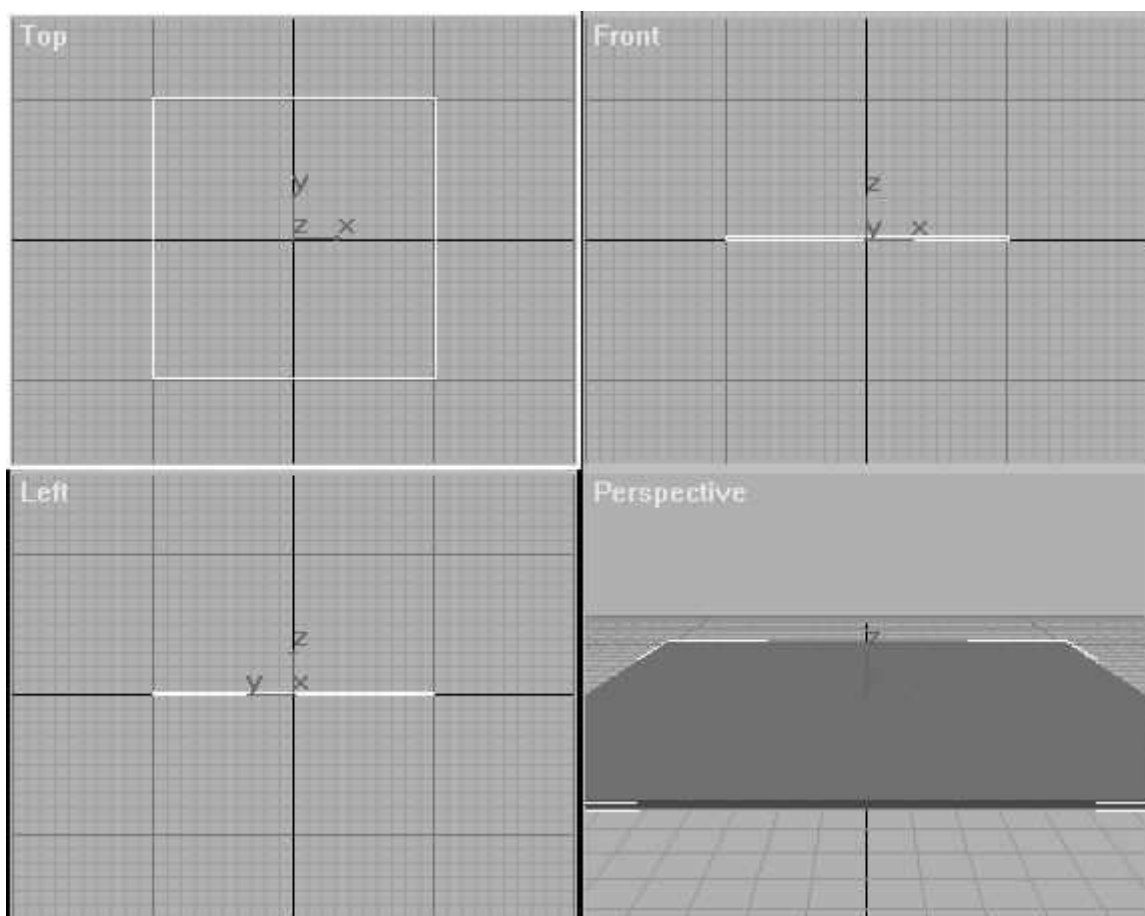 Top
y
z x
Front
z
y x
Left
z
y x
Perspective
z